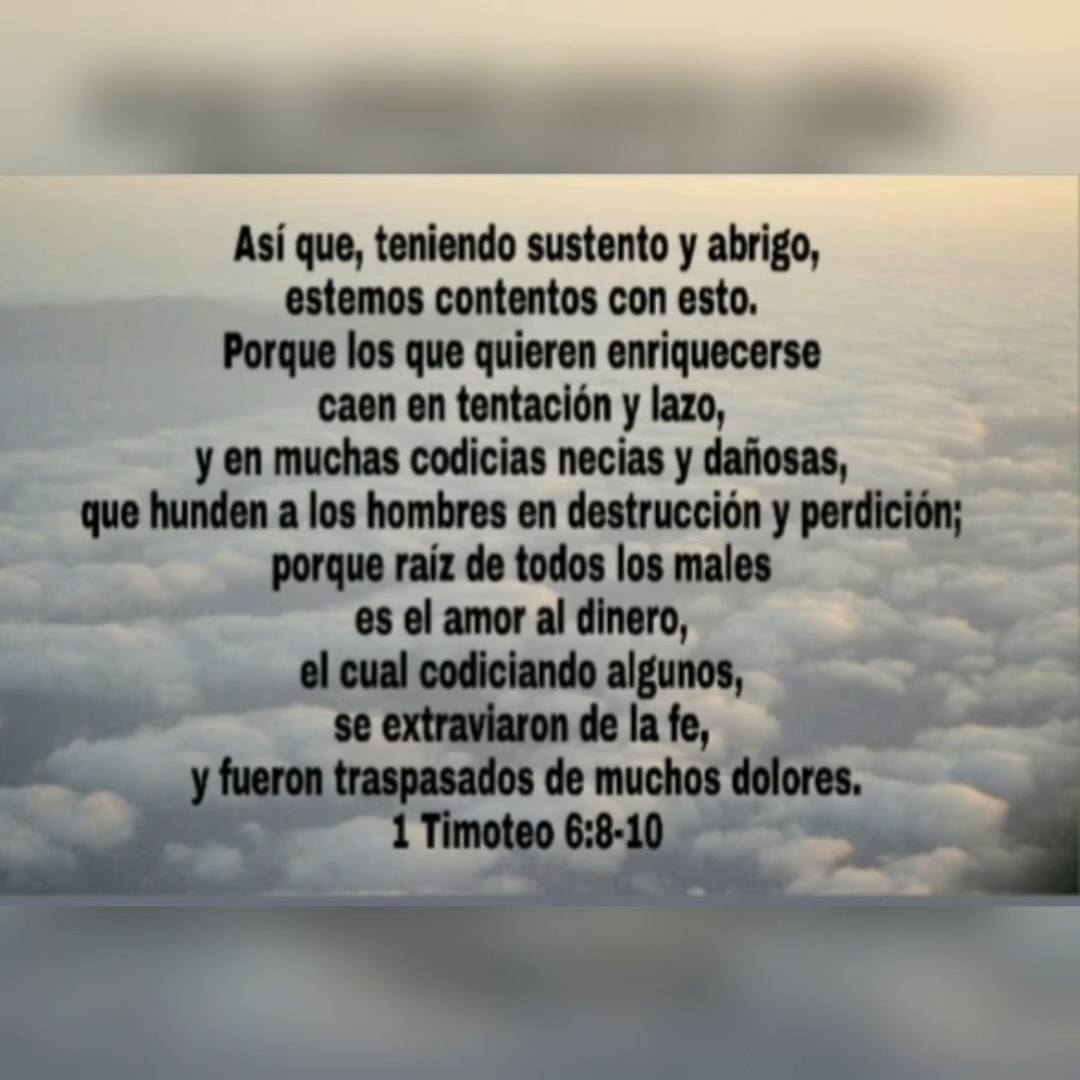 Así que, teniendo sustento y abrigo,
estemos contentos con esto.
Porque los que quieren enriquecerse
caen en tentación y lazo,
y en muchas codicias necias y dañosas,
que hunden a los hombres en destrucción y perdición;
porque raíz de todos los males
es el amor al dinero,
el cual codiciando algunos,
se extraviaron de la fe,
y fueron traspasados de muchos dolores.
1 Timoteo 6:8-10